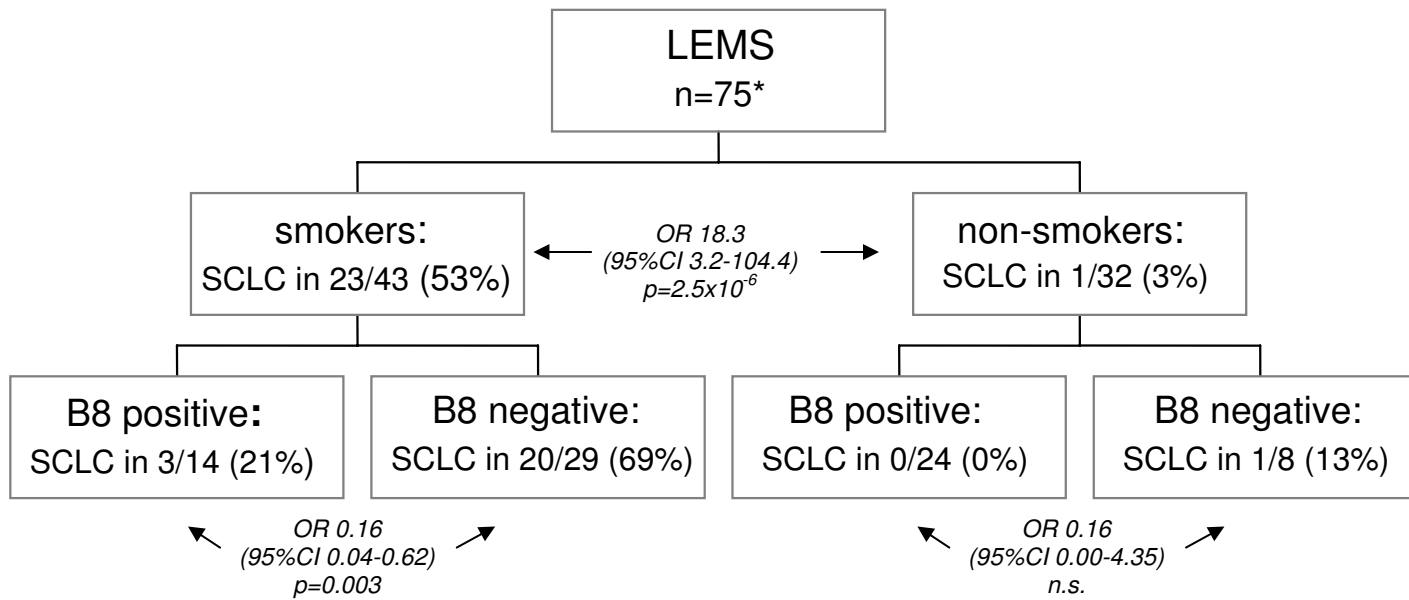 LEMS
n=75*
smokers:
SCLC in 23/43 (53%)
OR 18.3
(95%CI 3.2-104.4)
p=2.5x10⁻⁶
non-smokers:
SCLC in 1/32 (3%)
B8 positive:
SCLC in 3/14 (21%)
B8 negative:
SCLC in 20/29 (69%)
B8 positive:
SCLC in 0/24 (0%)
B8 negative:
SCLC in 1/8 (13%)
OR 0.16
(95%CI 0.04-0.62)
p=0.003
OR 0.16
(95%CI 0.00-4.35)
n.s.